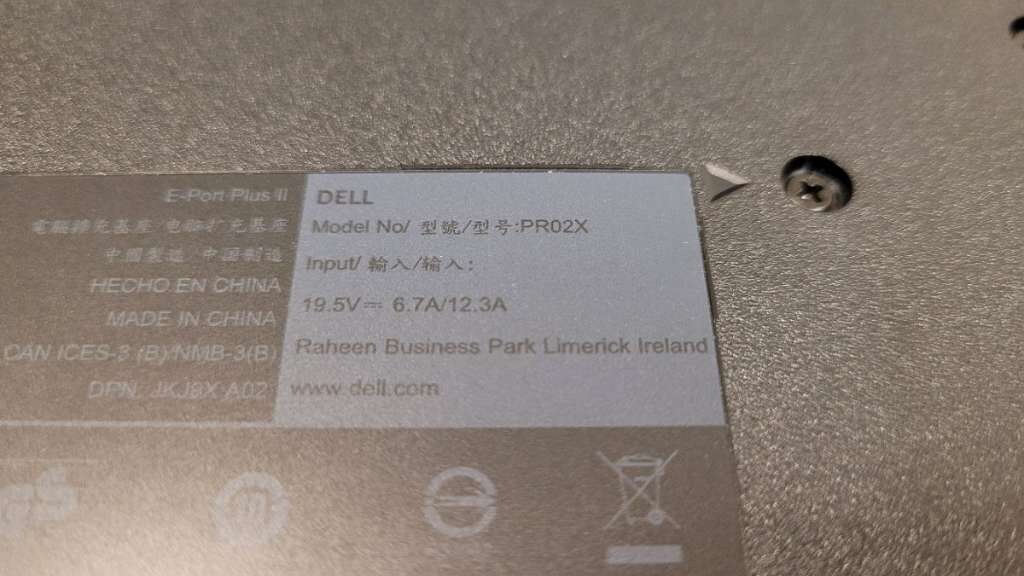 E-Port Plus II
電腦擴充基座 电脑扩充基座
中國製造 中国制造
HECHO EN CHINA
MADE IN CHINA
CAN ICES-3 (B)/NMB-3(B)
DPN: JKJ9X A02
DELL
Model No/ 型號/型号:PR02X
Input/ 輸入/输入:
19.5V⎓ 6.7A/12.3A
Raheen Business Park Limerick Ireland
www.dell.com
GS